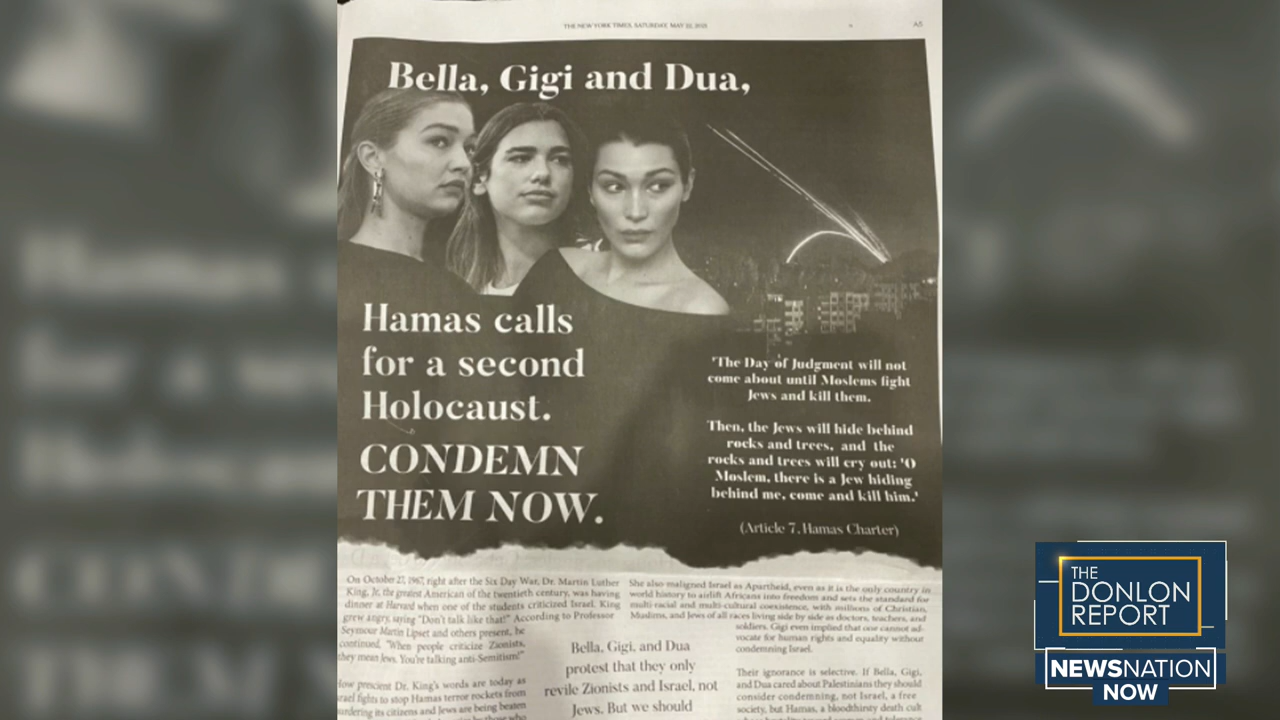 THE NEW YORK TIMES, SATURDAY, MAY 22, 2021
A5
Bella, Gigi and Dua,
Hamas calls
for a second
Holocaust.
CONDEMN
THEM NOW.
'The Day of Judgment will not
come about until Moslems fight
Jews and kill them.
Then, the Jews will hide behind
rocks and trees, and the
rocks and trees will cry out: 'O
Moslem, there is a Jew hiding
behind me, come and kill him.'
(Article 7, Hamas Charter)
On October 27, 1967, right after the Six Day War, Dr. Martin Luther
King, Jr, the greatest American of the twentieth century, was having
dinner at Harvard when one of the students criticized Israel. King
grew angry, saying "Don't talk like that!" According to Professor
Seymour Martin Lipset and others present, he
continued, "When people criticize Zionists,
they mean Jews. You're talking anti-Semitism!"
How prescient Dr. King's words are today as
Israel fights to stop Hamas terror rockets from
murdering its citizens and Jews are being beaten
by those who
Bella, Gigi, and Dua
protest that they only
revile Zionists and Israel, not
Jews. But we should
She also maligned Israel as Apartheid, even as it is the only country in
world history to airlift Africans into freedom and sets the standard for
multi-racial and multi-cultural coexistence, with millions of Christian,
Muslims, and Jews of all races living side by side as doctors, teachers, and
soldiers. Gigi even implied that one cannot ad-
vocate for human rights and equality without
condemning Israel.
Their ignorance is selective. If Bella, Gigi,
and Dua cared about Palestinians they should
consider condemning, not Israel, a free
society, but Hamas, a bloodthirsty death cult
THE
DONLON
REPORT
NEWSNATION
NOW